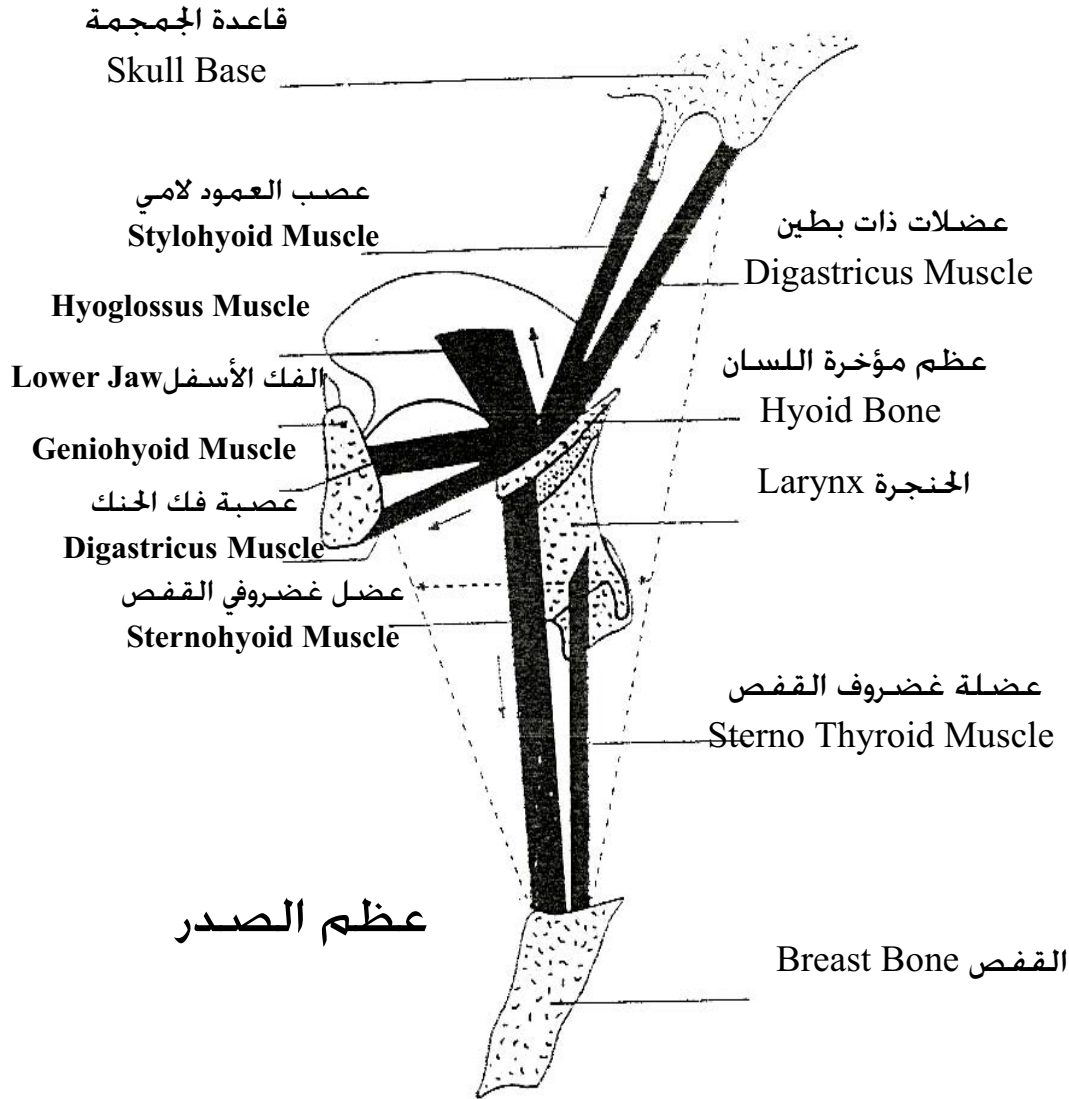 قاعدة الجمجمة
Skull Base
عصب العمود لامي
Stylohyoid Muscle
عضلات ذات بطين
Digastricus Muscle
Hyoglossus Muscle
عظم مؤخرة اللسان
Hyoid Bone
Lower Jaw الفك الأسفل
Geniohyoid Muscle
الحنجرة Larynx
عصبة فك الحنك
Digastricus Muscle
عضل غضروفي القفص
Sternohyoid Muscle
عضلة غضروف القفص
Sterno Thyroid Muscle
عظم الصدر
القفص Breast Bone